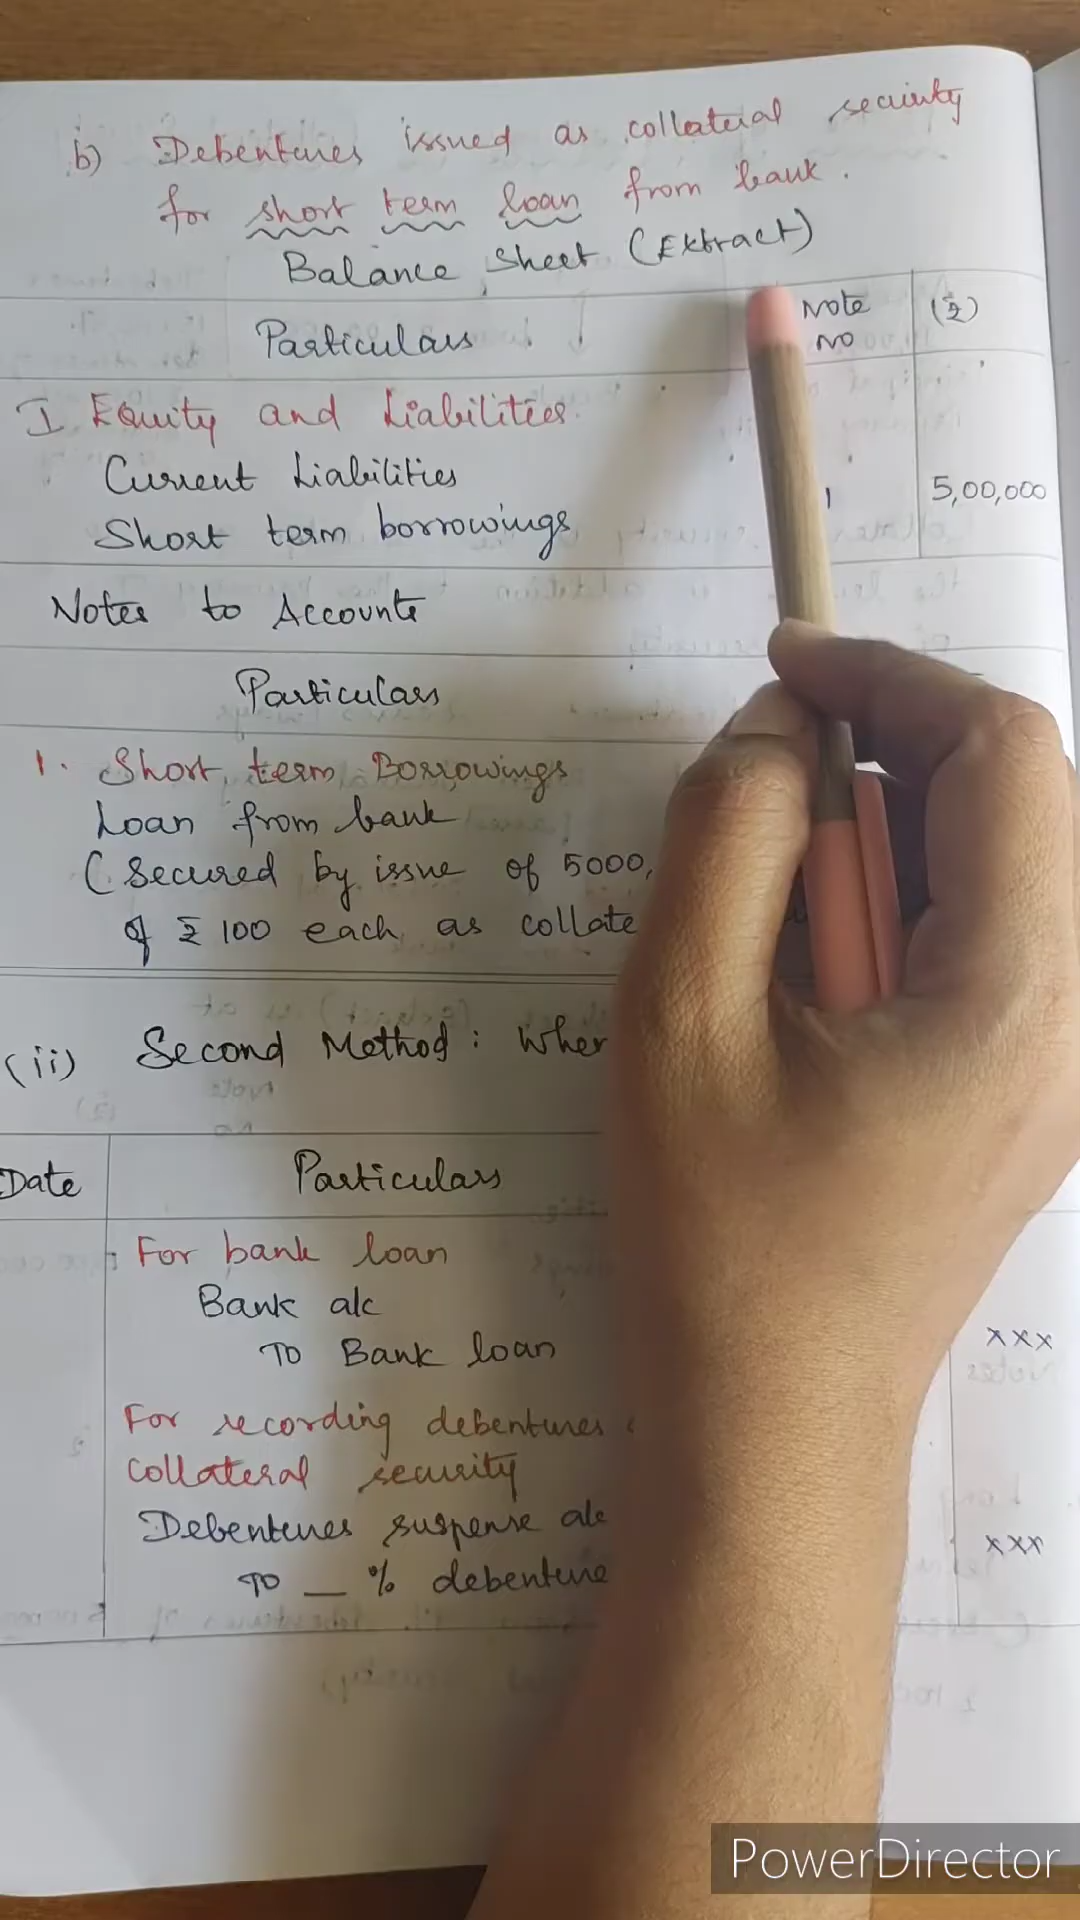 b) Debentures issued as collateral security
for short term loan from bank.
Balance Sheet (Extract)
Particulars Note no (₹)
I Equity and Liabilities.
Current Liabilities
Short term borrowings 1 5,00,000
Notes to Accounts
Particulars
1. Short term Borrowings
Loan from bank
(Secured by issue of 5000,
of ₹ 100 each as collate
(ii) Second Method: Wher
Date Particulars
For bank loan
Bank a/c
To Bank loan xxx
For recording debentures
collateral security
Debentures suspense a/c
To __ % debenture xxx
PowerDirector